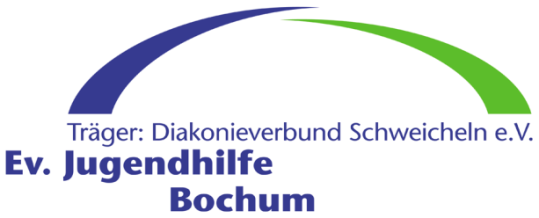 Träger: Diakonieverbund Schweicheln e.V.
Ev. Jugendhilfe
Bochum